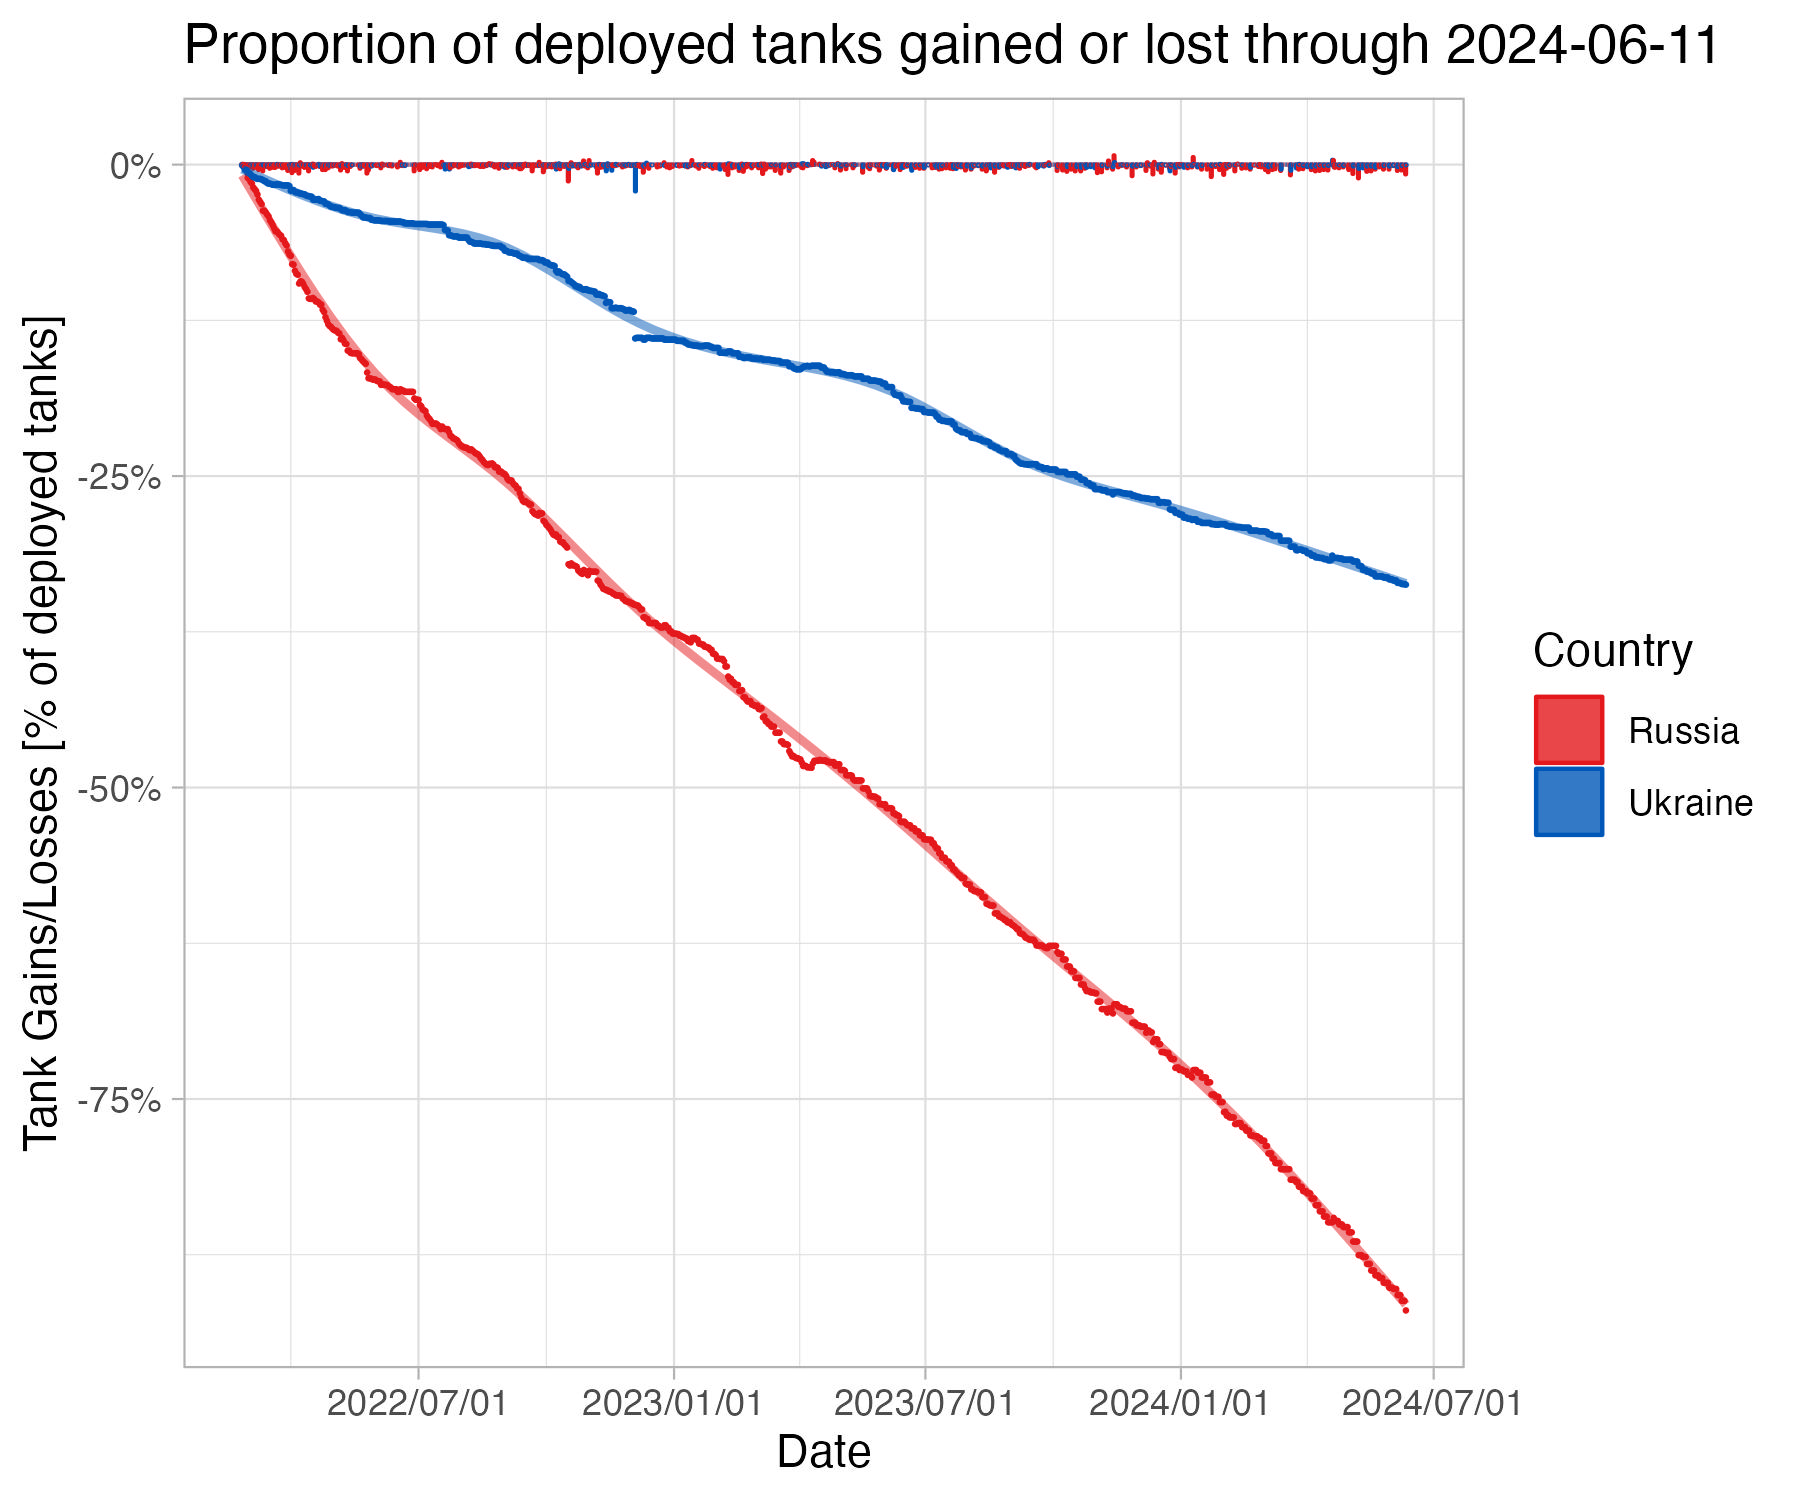 Proportion of deployed tanks gained or lost through 2024-06-11
Tank Gains/Losses [% of deployed tanks]
0%
-25%
-50%
-75%
2022/07/01
2023/01/01
2023/07/01
2024/01/01
2024/07/01
Date
Country
Russia
Ukraine